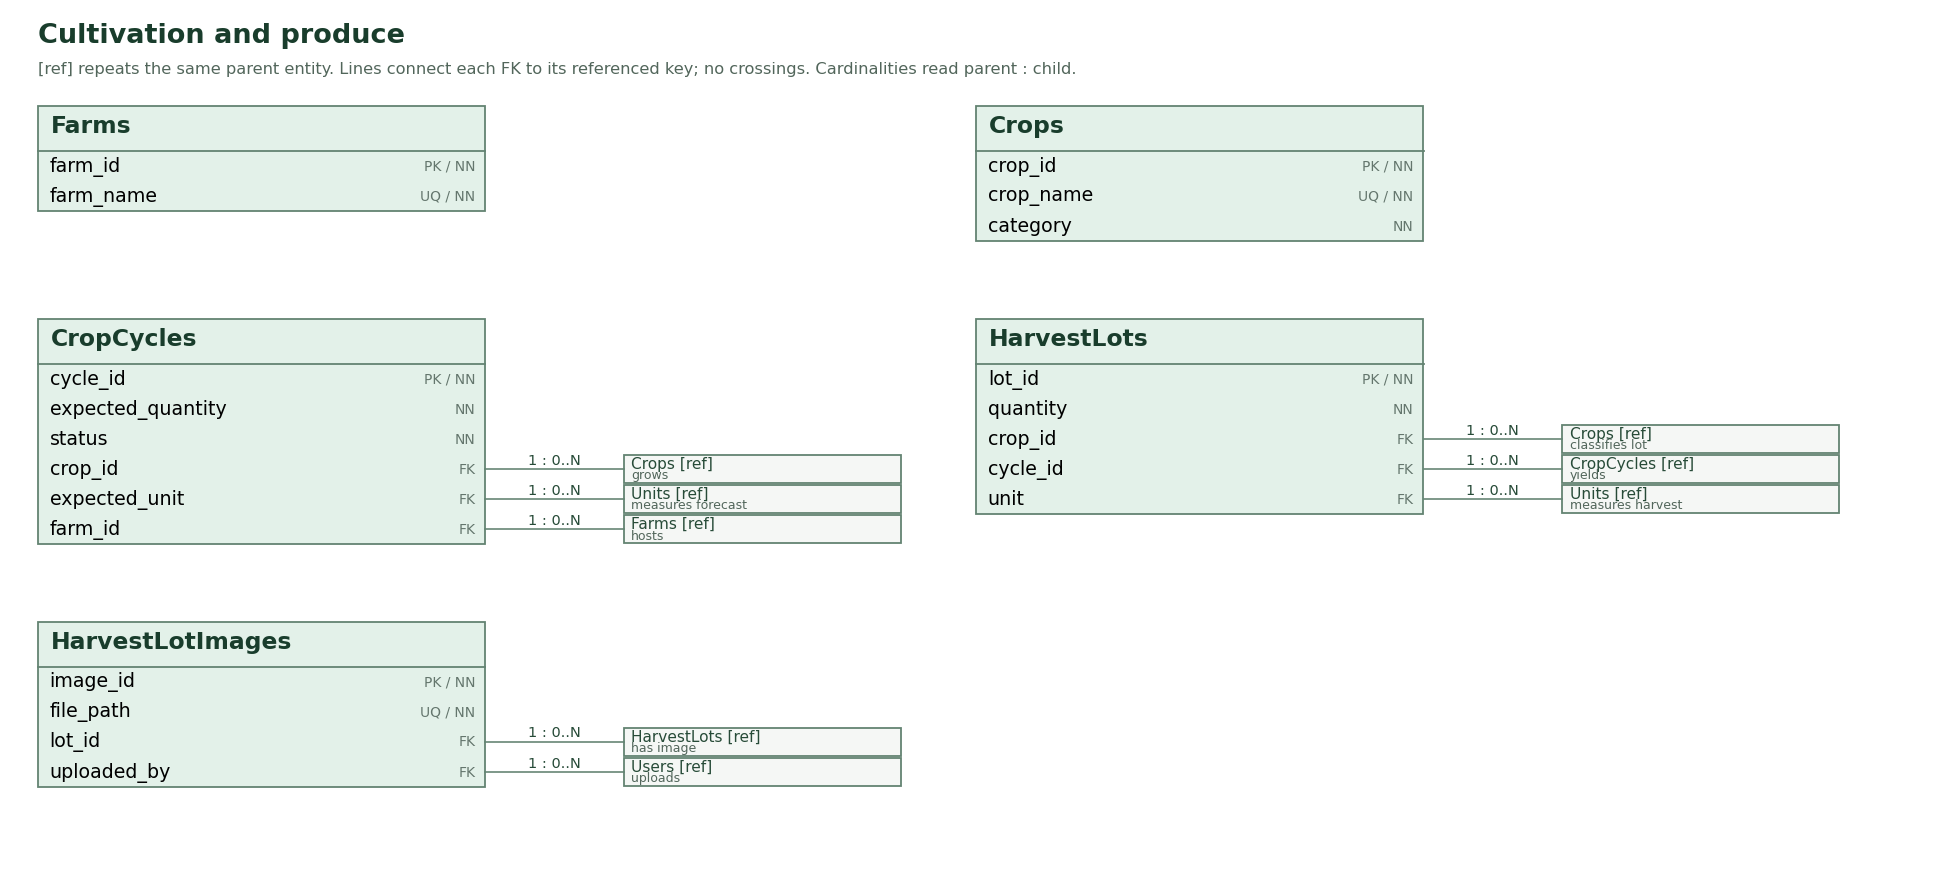 Cultivation and produce
[ref] repeats the same parent entity. Lines connect each FK to its referenced key; no crossings. Cardinalities read parent : child.
Farms
farm_id PK / NN
farm_name UQ / NN
Crops
crop_id PK / NN
crop_name UQ / NN
category NN
CropCycles
cycle_id PK / NN
expected_quantity NN
status NN
crop_id FK 1 : 0..N Crops [ref]
grows
expected_unit FK 1 : 0..N Units [ref]
measures forecast
farm_id FK 1 : 0..N Farms [ref]
hosts
HarvestLots
lot_id PK / NN
quantity NN
crop_id FK 1 : 0..N Crops [ref]
classifies lot
cycle_id FK 1 : 0..N CropCycles [ref]
yields
unit FK 1 : 0..N Units [ref]
measures harvest
HarvestLotImages
image_id PK / NN
file_path UQ / NN
lot_id FK 1 : 0..N HarvestLots [ref]
has image
uploaded_by FK 1 : 0..N Users [ref]
uploads